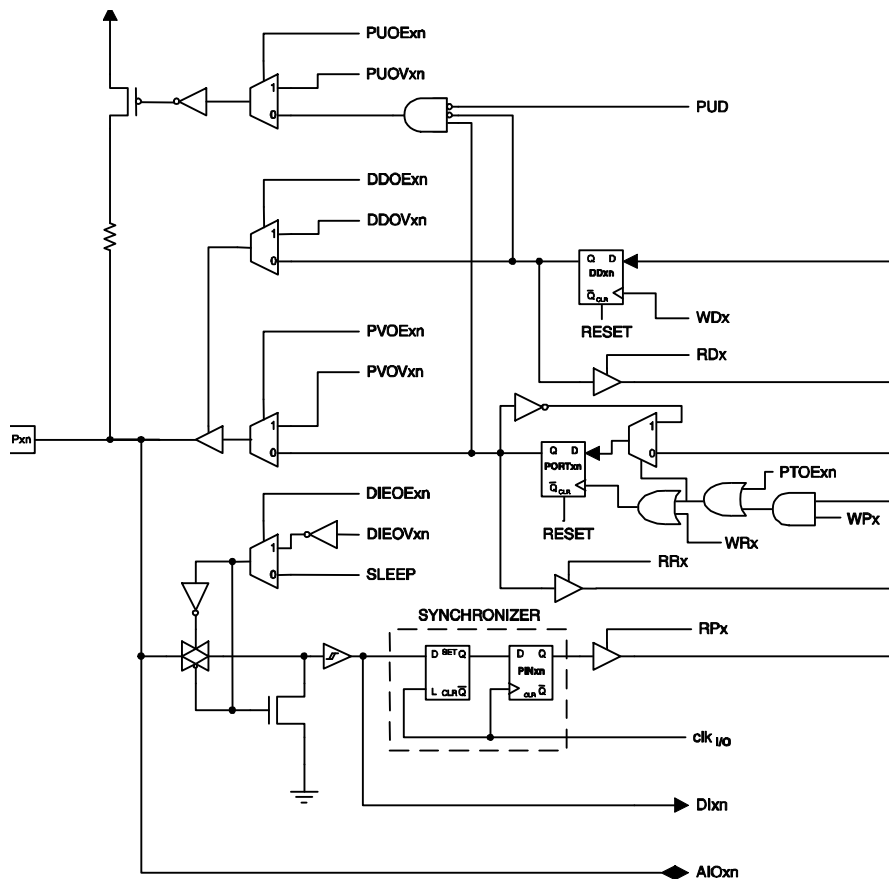 PUOExn
PUOVxn
1
0
PUD
DDOExn
DDOVxn
1
0
Q D
DDxn
Q CLR
WDx
RESET
RDx
PVOExn
PVOVxn
1
0
Pxn
1
0
Q D
PORTxn
Q CLR
PTOExn
RESET
WPx
WRx
DIEOExn
DIEOVxn
1
0
SLEEP
RRx
SYNCHRONIZER
RPx
D SET Q
L CLR Q
D Q
PINxn
CLR Q
clk I/O
DIxn
AIOxn